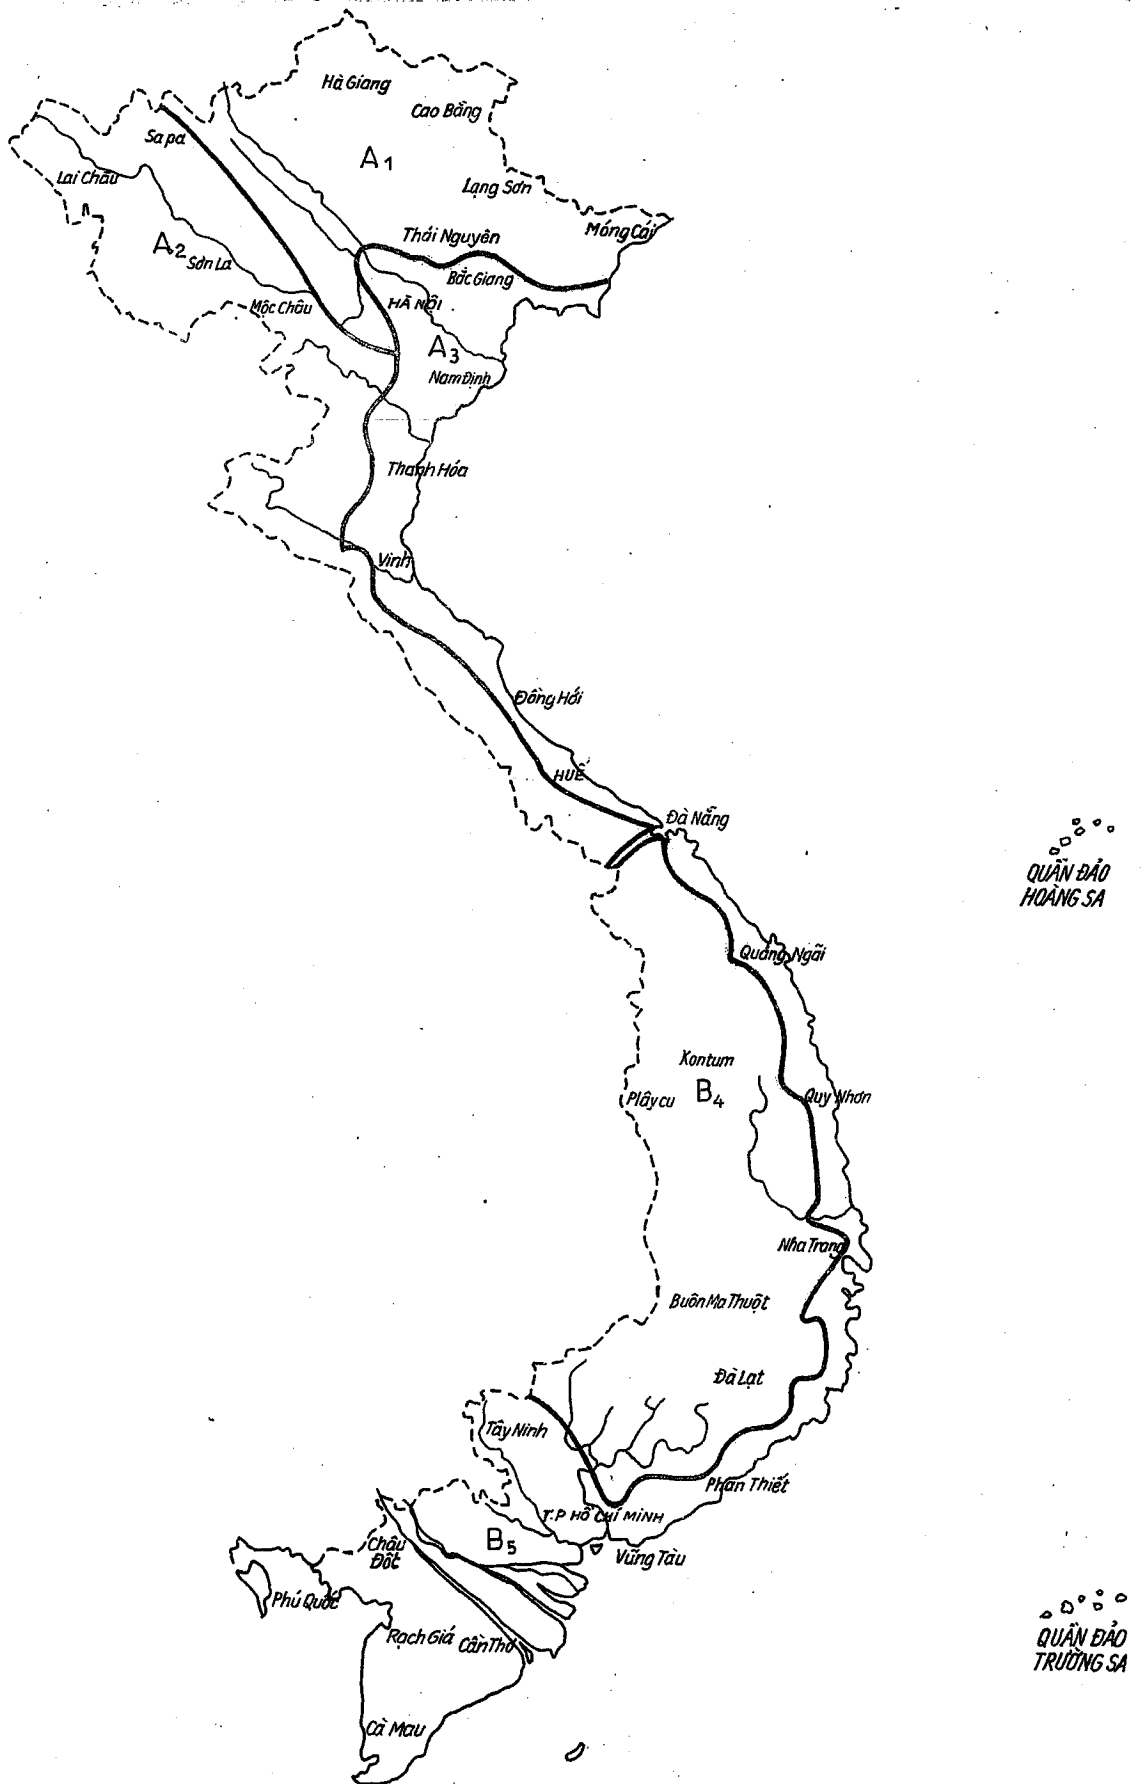 Hà Giang
Cao Bằng
Sa pa
A1
Lai Châu
Lạng Sơn
Móng Cái
Thái Nguyên
A2
Sơn La
Bắc Giang
HÀ NỘI
Mộc Châu
A3
Nam Định
Thanh Hóa
Vinh
Đồng Hới
HUẾ
Đà Nẵng
QUẦN ĐẢO
HOÀNG SA
Quảng Ngãi
Kontum
Plâycu
B4
Quy Nhơn
Nha Trang
Buôn Ma Thuột
Đà Lạt
Tây Ninh
Phan Thiết
T.P HỒ CHÍ MINH
B5
Châu
Đốt
Vũng Tàu
Phú Quốc
Rạch Giá
Cần Thơ
QUẦN ĐẢO
TRƯỜNG SA
Cà Mau